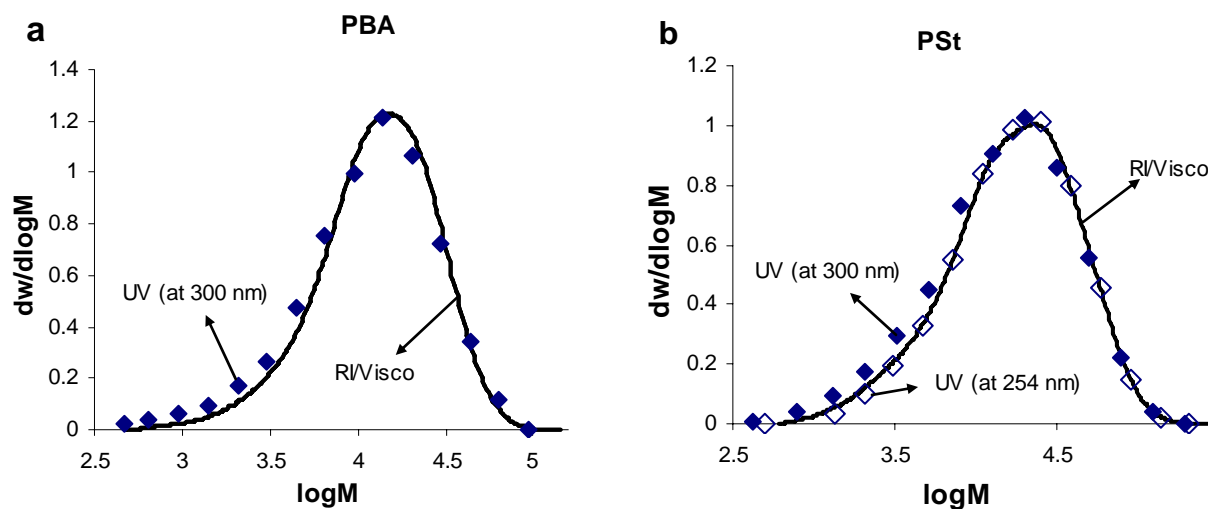 a
PBA
1.4
1.2
1
0.8
0.6
0.4
0.2
0
dw/dlogM
UV (at 300 nm)
RI/Visco
2.5 3 3.5 4 4.5 5
logM
b
PSt
1.2
1
0.8
0.6
0.4
0.2
0
dw/dlogM
RI/Visco
UV (at 300 nm)
UV (at 254 nm)
2.5 3.5 4.5
logM